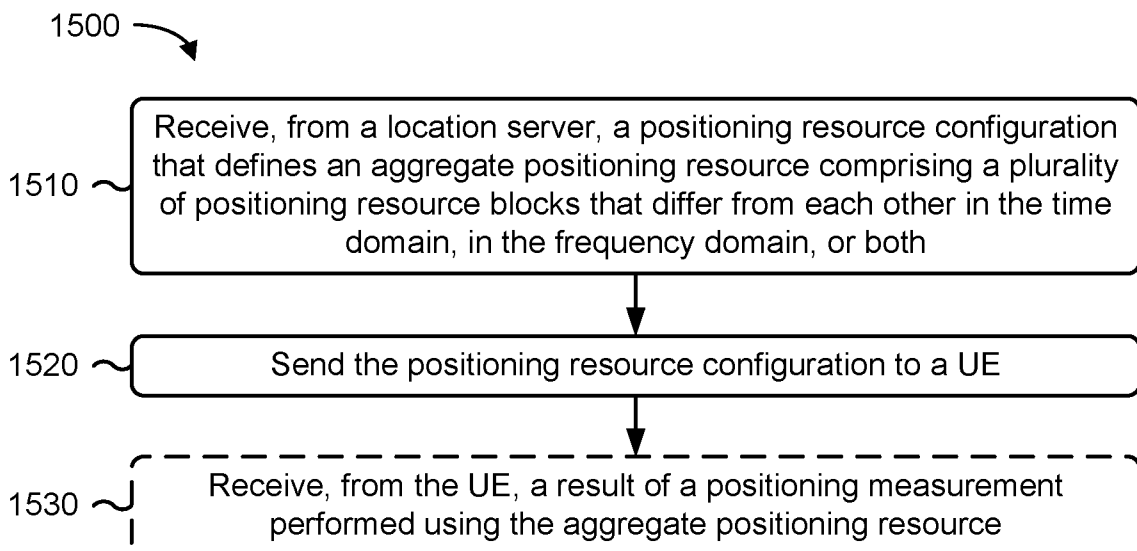 1500
Receive, from a location server, a positioning resource configuration
that defines an aggregate positioning resource comprising a plurality
1510
of positioning resource blocks that differ from each other in the time
domain, in the frequency domain, or both
1520
Send the positioning resource configuration to a UE
Receive, from the UE, a result of a positioning measurement
1530
performed using the aggregate positioning resource